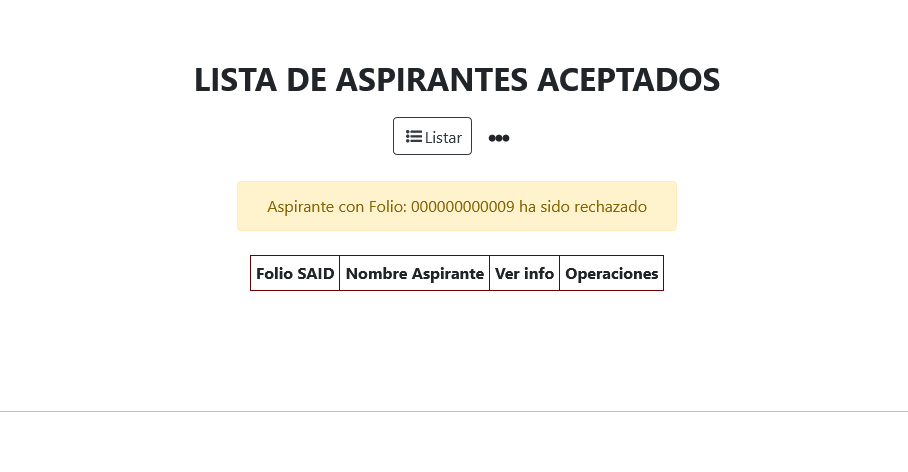 LISTA DE ASPIRANTES ACEPTADOS
Listar
Aspirante con Folio: 000000000009 ha sido rechazado
Folio SAID Nombre Aspirante Ver info Operaciones